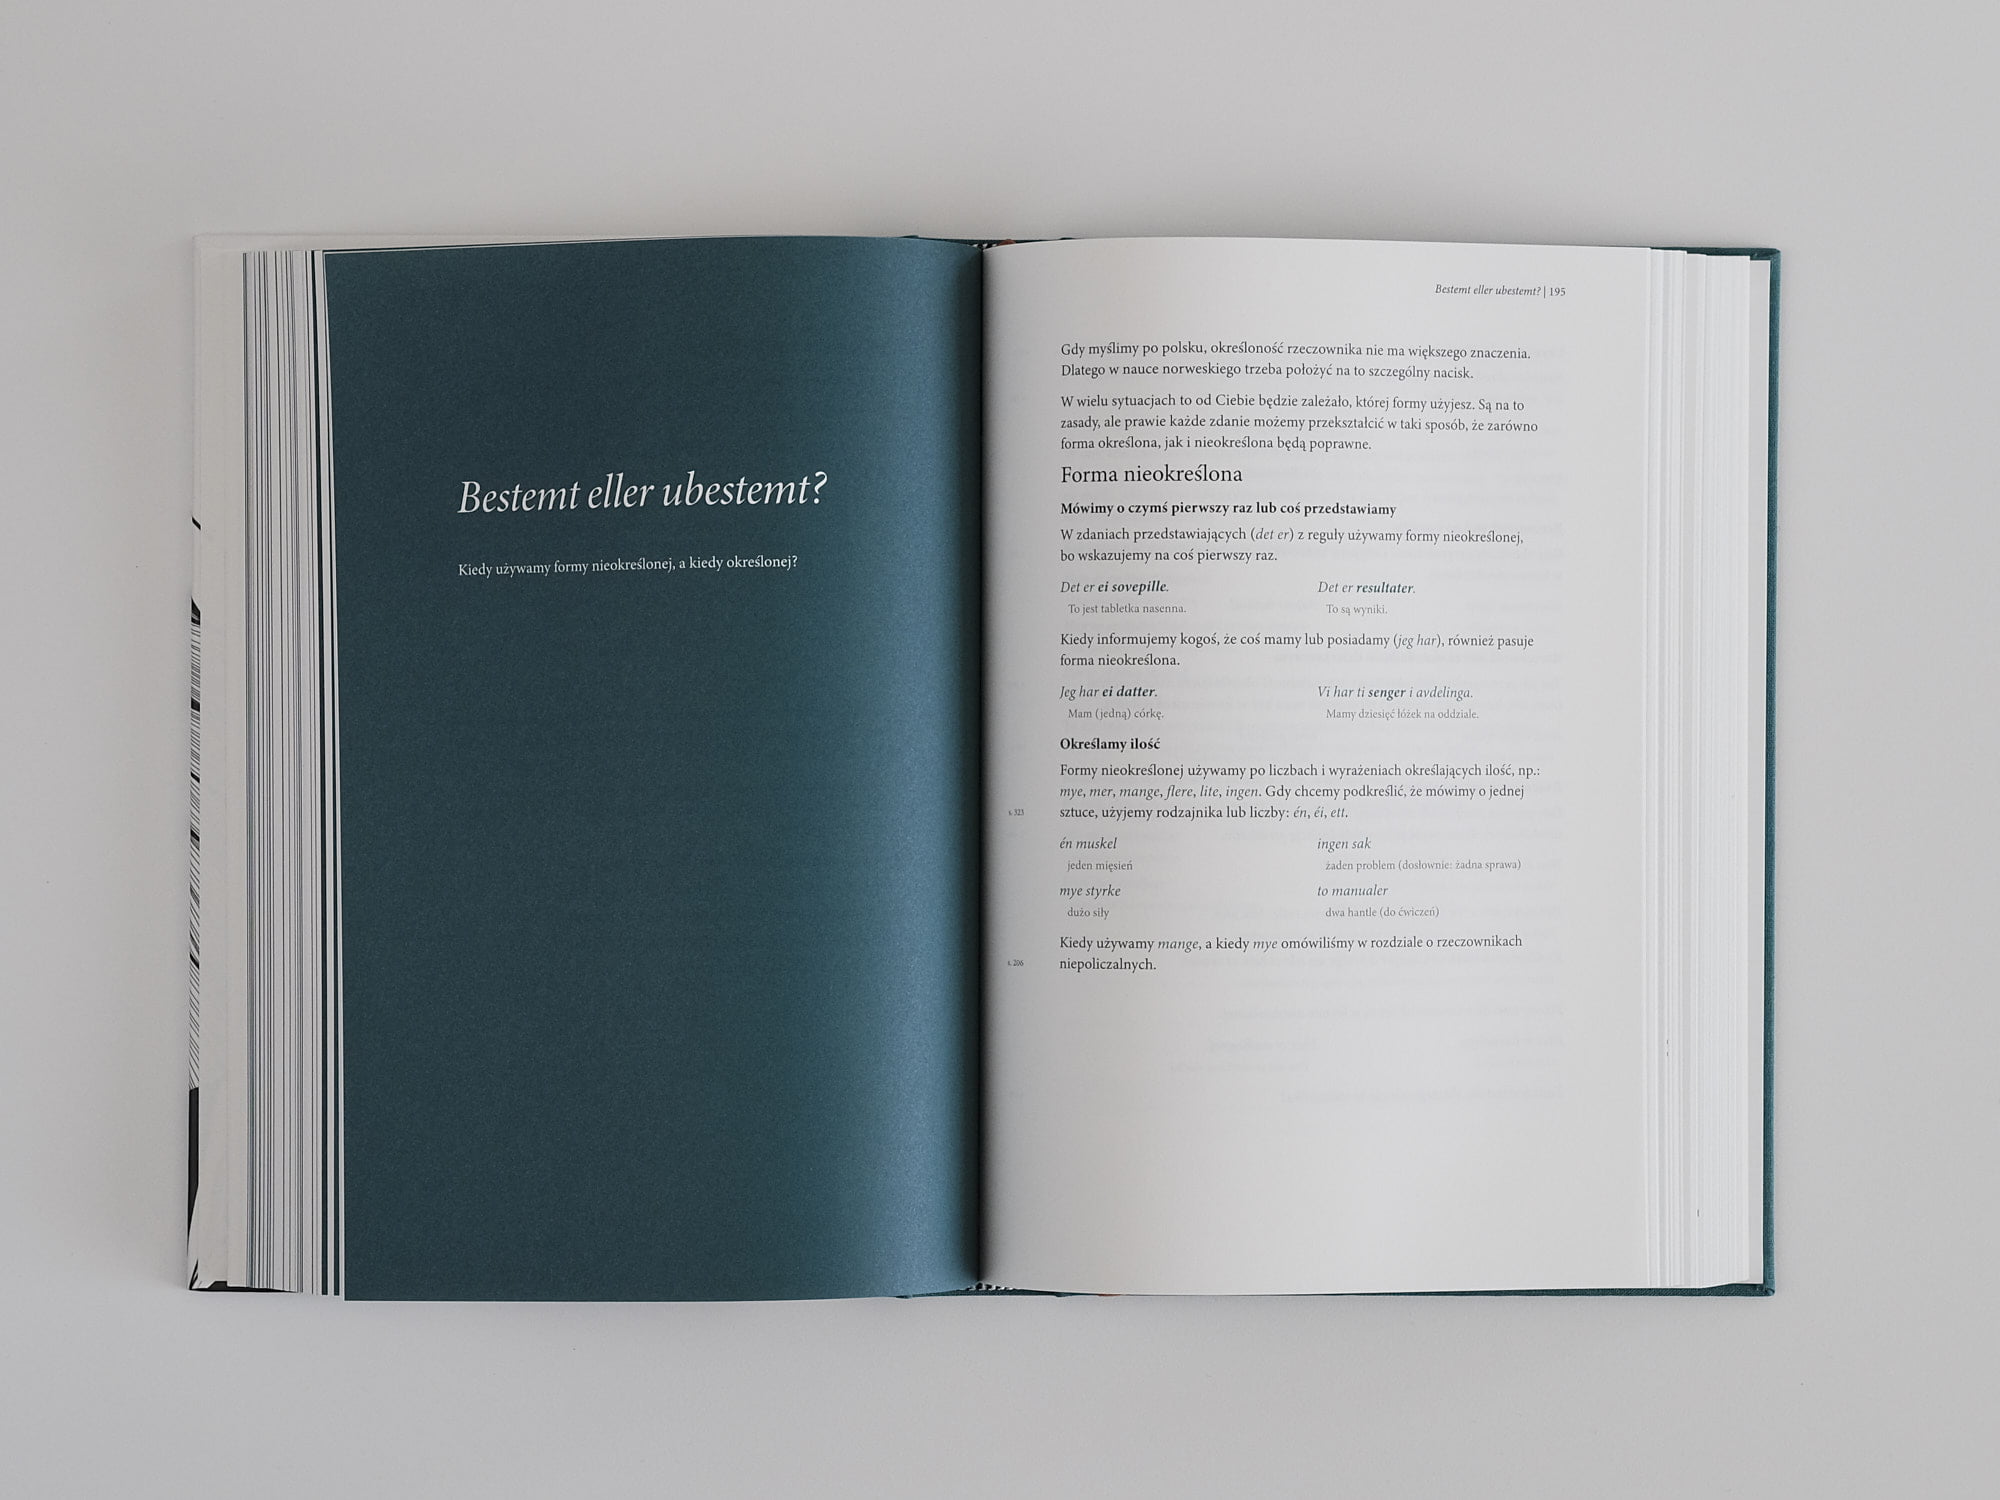 Bestemt eller ubestemt?
Kiedy używamy formy nieokreślonej, a kiedy określonej?
Bestemt eller ubestemt? | 195
Gdy myślimy po polsku, określoność rzeczownika nie ma większego znaczenia.
Dlatego w nauce norweskiego trzeba położyć na to szczególny nacisk.
W wielu sytuacjach to od Ciebie będzie zależało, której formy użyjesz. Są na to
zasady, ale prawie każde zdanie możemy przekształcić w taki sposób, że zarówno
forma określona, jak i nieokreślona będą poprawne.
Forma nieokreślona
Mówimy o czymś pierwszy raz lub coś przedstawiamy
W zdaniach przedstawiających (det er) z reguły używamy formy nieokreślonej,
bo wskazujemy na coś pierwszy raz.
Det er ei sovepille. Det er resultater.
To jest tabletka nasenna. To są wyniki.
Kiedy informujemy kogoś, że coś mamy lub posiadamy (jeg har), również pasuje
forma nieokreślona.
Jeg har ei datter. Vi har ti senger i avdelinga.
Mam (jedną) córkę. Mamy dziesięć łóżek na oddziale.
Określamy ilość
Formy nieokreślonej używamy po liczbach i wyrażeniach określających ilość, np.:
mye, mer, mange, flere, lite, ingen. Gdy chcemy podkreślić, że mówimy o jednej
s. 323 sztuce, użyjemy rodzajnika lub liczby: én, éi, ett.
én muskel ingen sak
jeden mięsień żaden problem (dosłownie: żadna sprawa)
mye styrke to manualer
dużo siły dwa hantle (do ćwiczeń)
Kiedy używamy mange, a kiedy mye omówiliśmy w rozdziale o rzeczownikach
s. 206 niepoliczalnych.